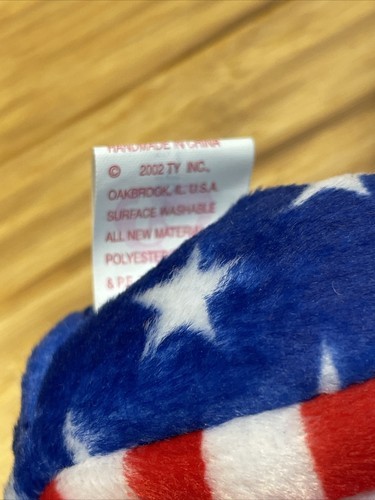 HANDMADE IN CHINA
© 2002 TY INC.,
OAKBROOK, IL, U.S.A.
SURFACE WASHABLE
ALL NEW MATERIAL
POLYESTER
& P.E.